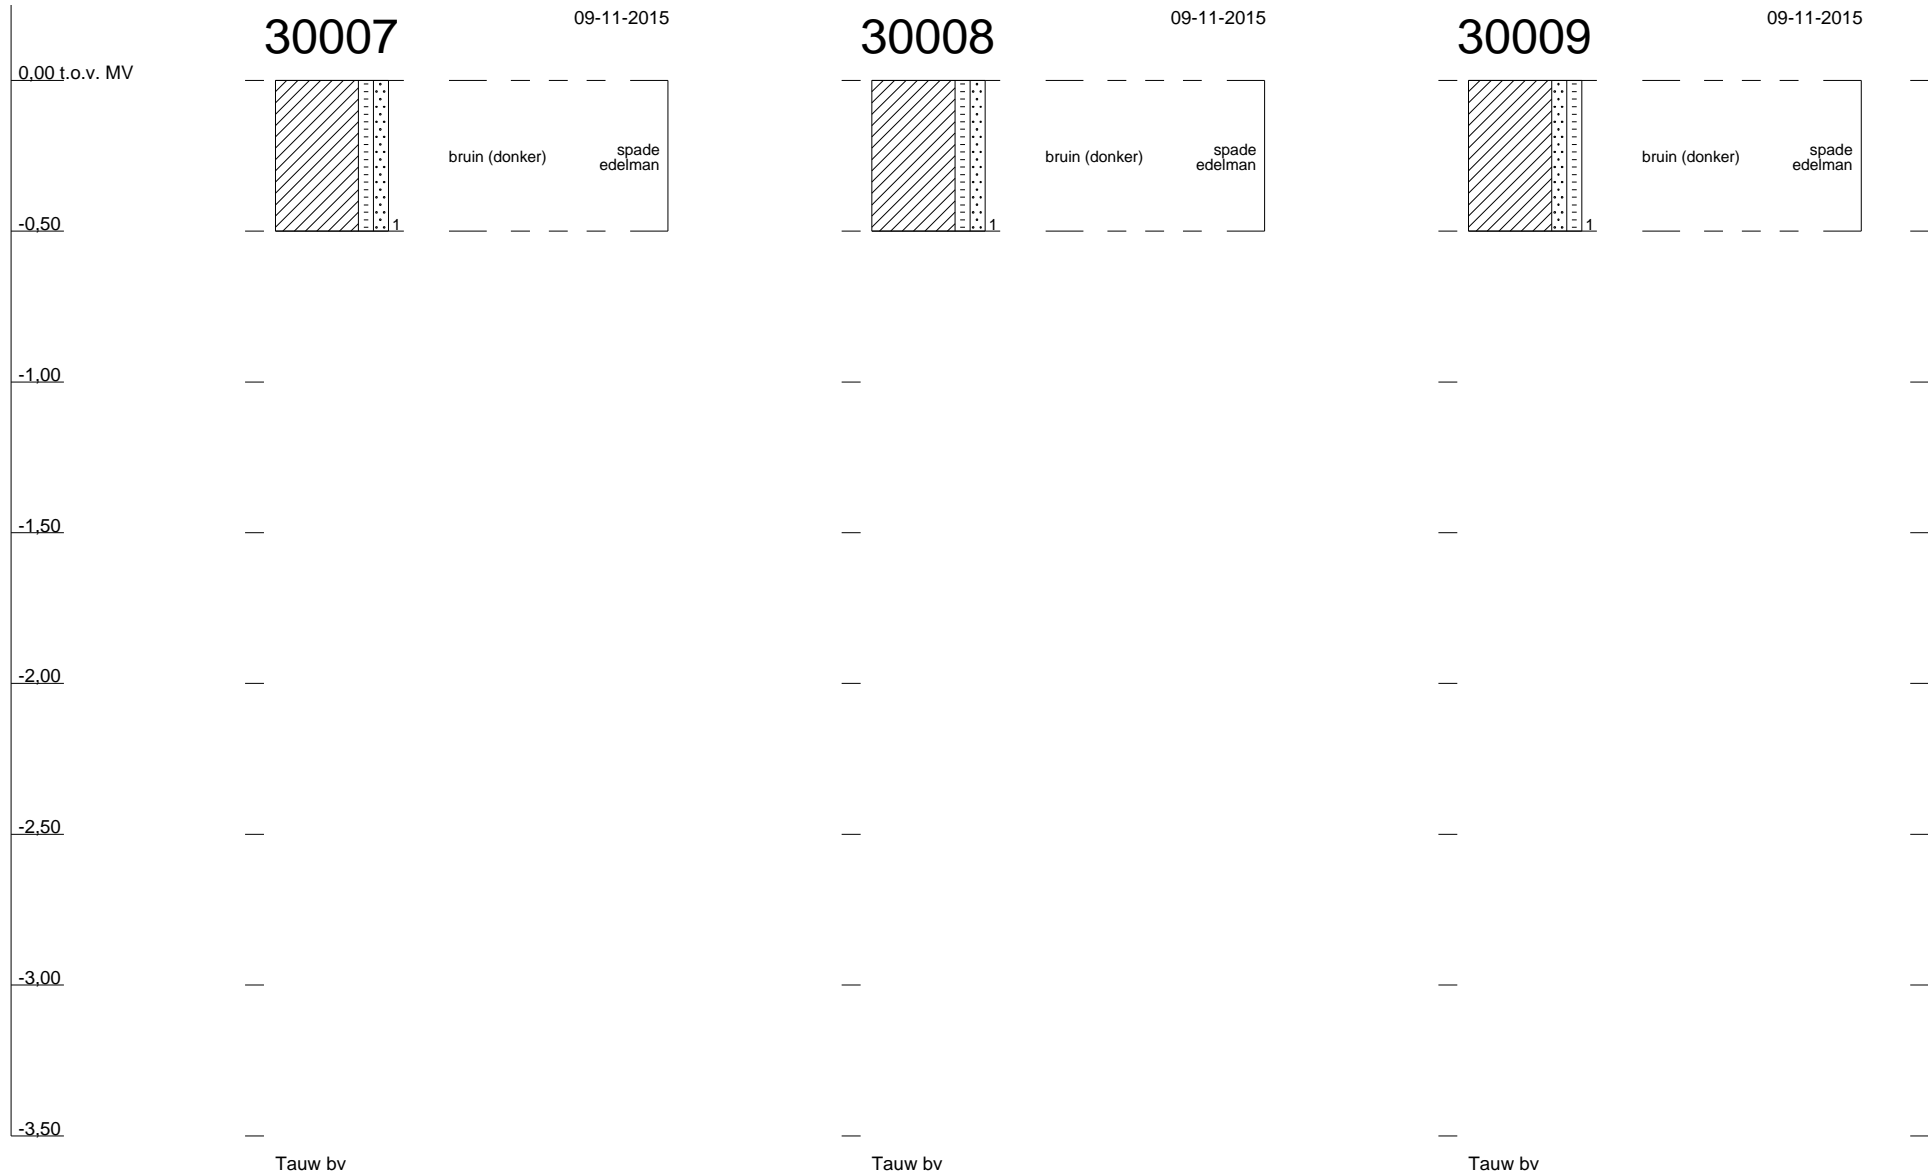 30007
09-11-2015
30008
09-11-2015
30009
09-11-2015
0,00 t.o.v. MV
bruin (donker)
spade
edelman
1
bruin (donker)
spade
edelman
1
bruin (donker)
spade
edelman
1
-0,50
-1,00
-1,50
-2,00
-2,50
-3,00
-3,50
Tauw bv
Tauw bv
Tauw bv